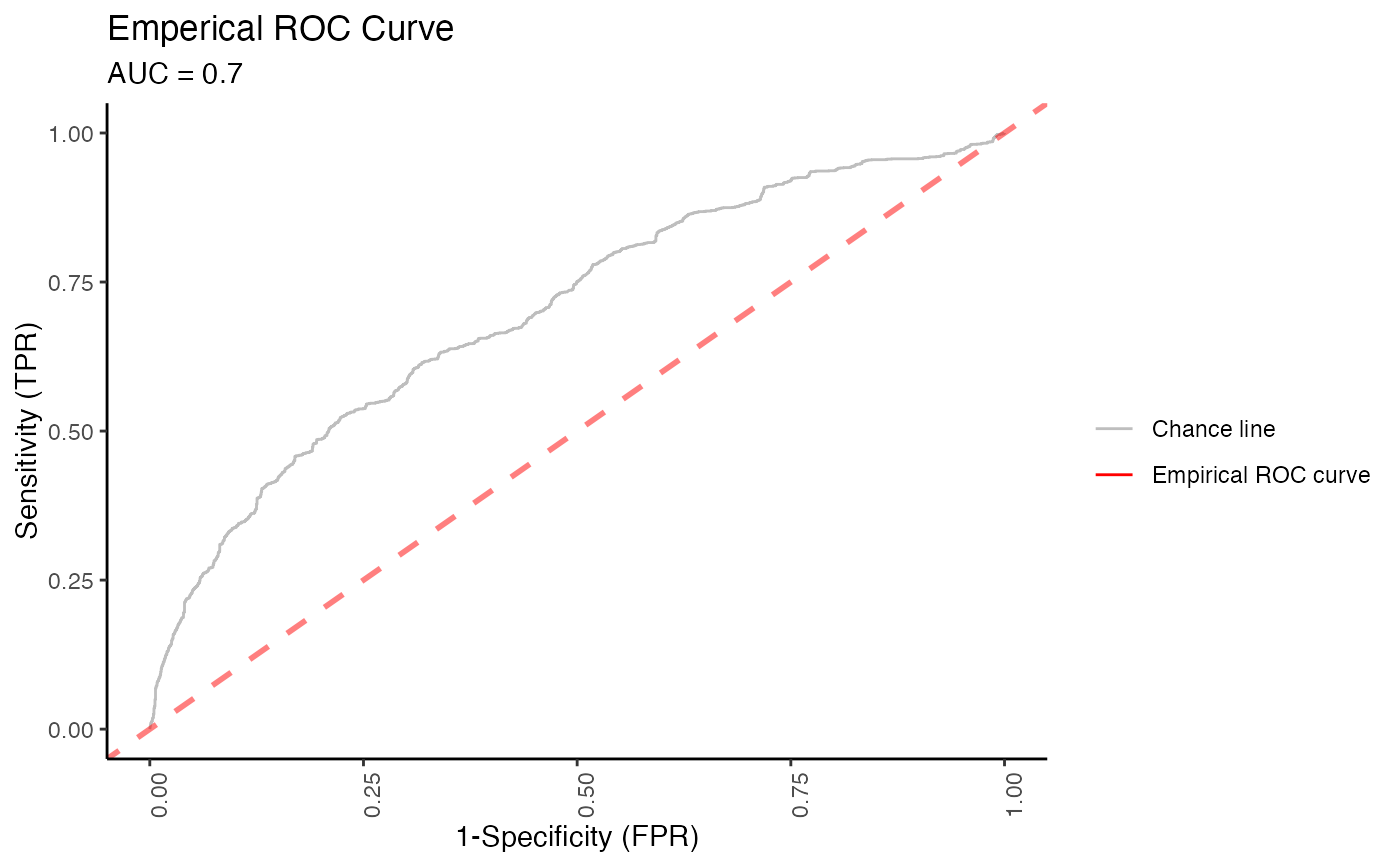 Emperical ROC Curve
AUC = 0.7
Sensitivity (TPR)
1.00
0.75
0.50
0.25
0.00
0.00
0.25
0.50
0.75
1.00
1-Specificity (FPR)
Chance line
Empirical ROC curve